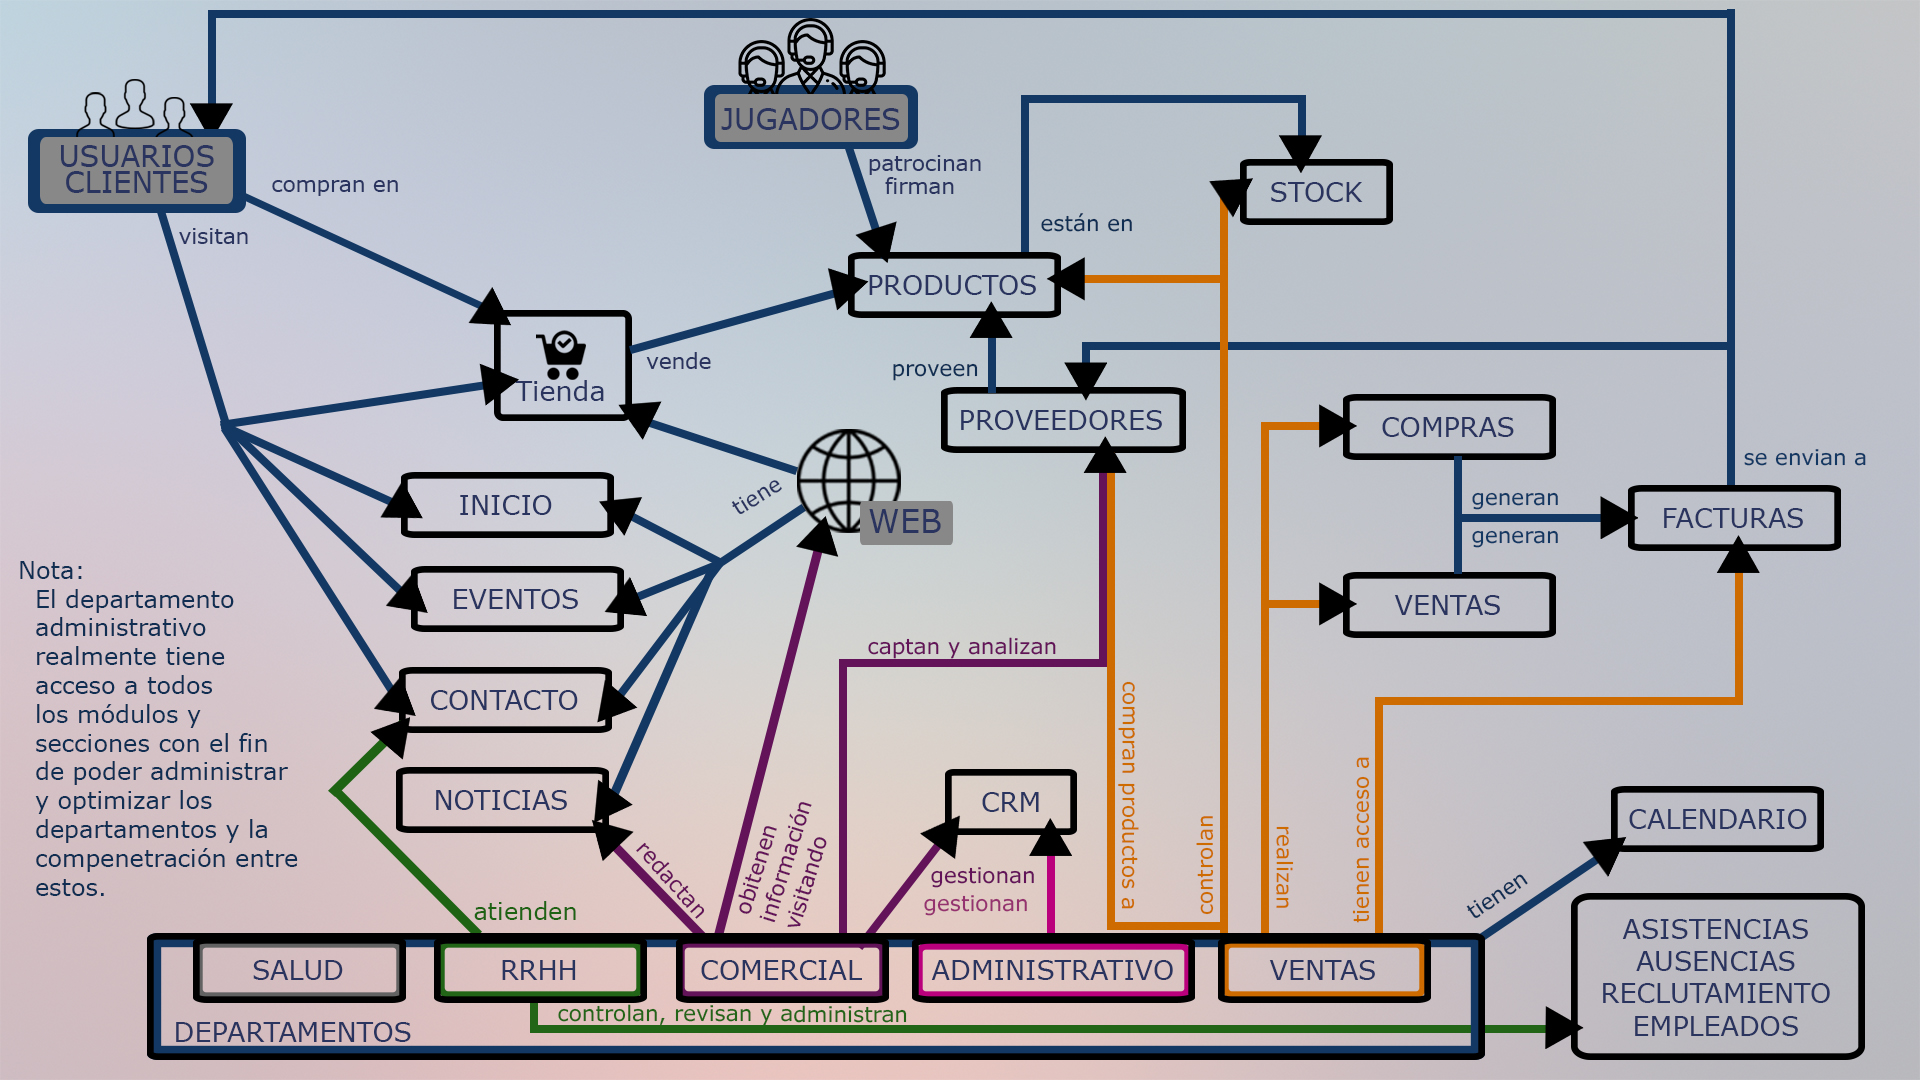 JUGADORES
USUARIOS
CLIENTES
compran en
visitan
patrocinan
firman
están en
STOCK
PRODUCTOS
vende
Tienda
proveen
PROVEEDORES
COMPRAS
se envian a
generan
generan
FACTURAS
VENTAS
tiene
WEB
INICIO
EVENTOS
CONTACTO
NOTICIAS
Nota:
El departamento
administrativo
realmente tiene
acceso a todos
los módulos y
secciones con el fin
de poder administrar
y optimizar los
departamentos y la
compenetración entre
estos.
captan y analizan
compran productos a
controlan
realizan
tienen acceso a
CRM
gestionan
gestionan
redactan
obitenen
información
visitando
atienden
tienen
CALENDARIO
ASISTENCIAS
AUSENCIAS
RECLUTAMIENTO
EMPLEADOS
SALUD
RRHH
COMERCIAL
ADMINISTRATIVO
VENTAS
controlan, revisan y administran
DEPARTAMENTOS